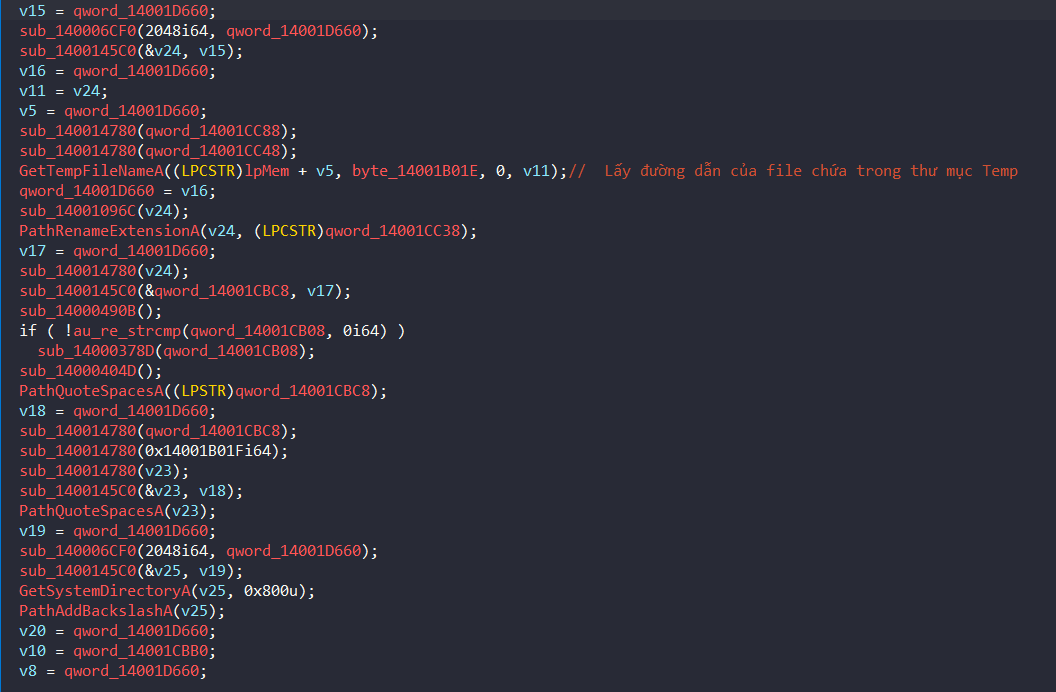 v15 = qword_14001D660;
sub_140006CF0(2048i64, qword_14001D660);
sub_1400145C0(&v24, v15);
v16 = qword_14001D660;
v11 = v24;
v5 = qword_14001D660;
sub_140014780(qword_14001CC88);
sub_140014780(qword_14001CC48);
GetTempFileNameA((LPCSTR)lpMem + v5, byte_14001B01E, 0, v11);//  Lấy đường dẫn của file chứa trong thư mục Temp
qword_14001D660 = v16;
sub_14001096C(v24);
PathRenameExtensionA(v24, (LPCSTR)qword_14001CC38);
v17 = qword_14001D660;
sub_140014780(v24);
sub_1400145C0(&qword_14001CBC8, v17);
sub_14000490B();
if ( !au_re_strcmp(qword_14001CB08, 0i64) )
  sub_14000378D(qword_14001CB08);
sub_14000404D();
PathQuoteSpacesA((LPSTR)qword_14001CBC8);
v18 = qword_14001D660;
sub_140014780(qword_14001CBC8);
sub_140014780(0x14001B01Fi64);
sub_140014780(v23);
sub_1400145C0(&v23, v18);
PathQuoteSpacesA(v23);
v19 = qword_14001D660;
sub_140006CF0(2048i64, qword_14001D660);
sub_1400145C0(&v25, v19);
GetSystemDirectoryA(v25, 0x800u);
PathAddBackslashA(v25);
v20 = qword_14001D660;
v10 = qword_14001CBB0;
v8 = qword_14001D660;